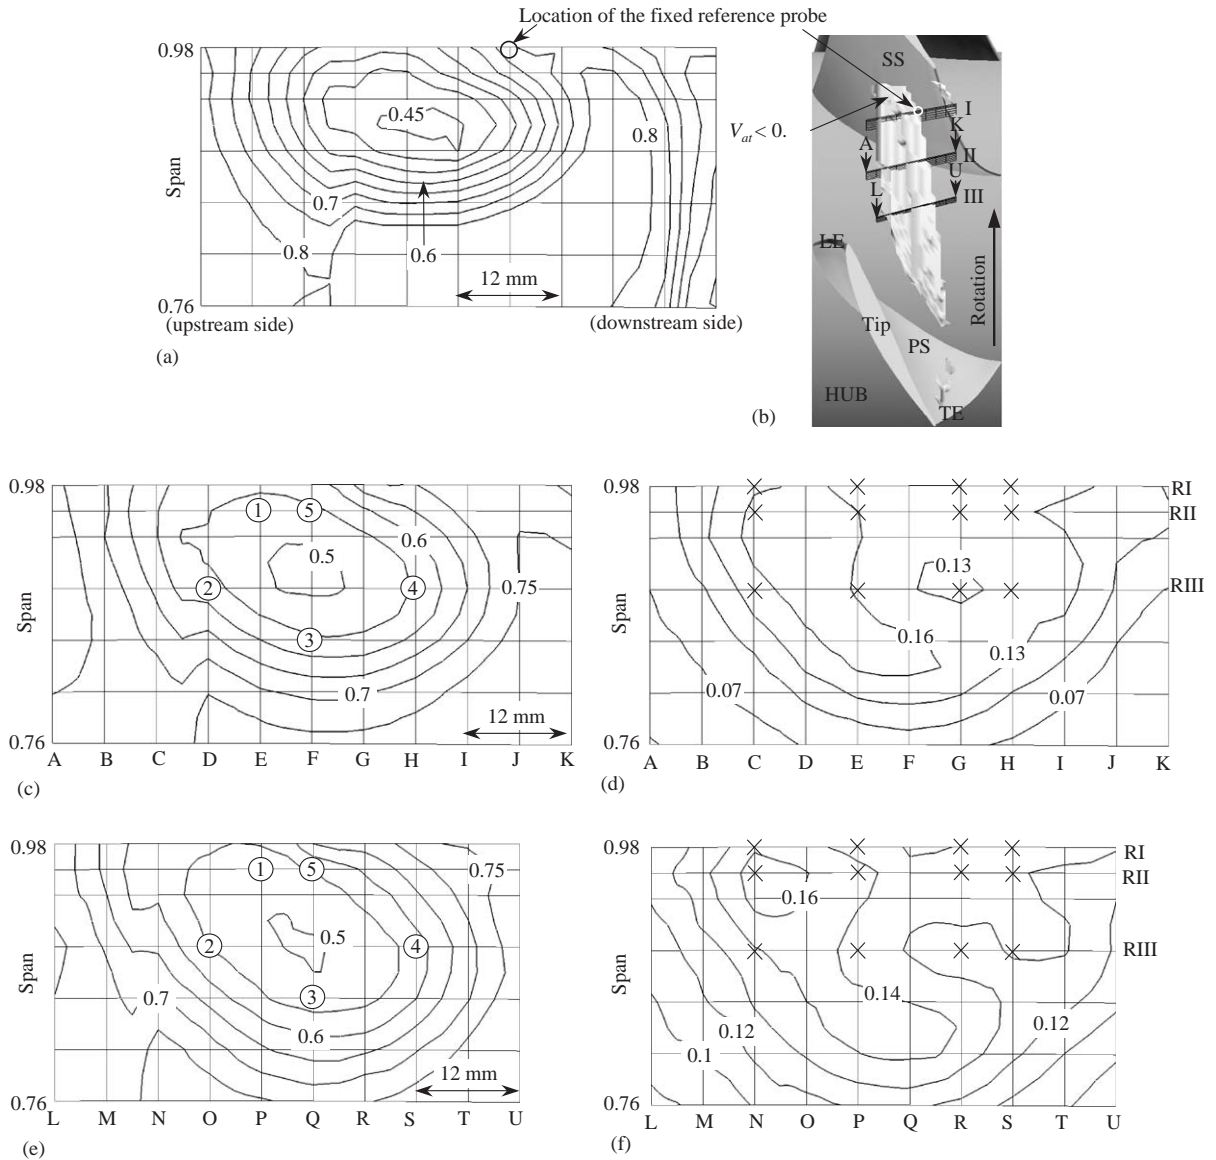 Location of the fixed reference probe
0.98
Span
0.45
0.8
0.7
0.8
0.6
12 mm
0.76
(upstream side)
(downstream side)
(a)
SS
V_at < 0.
I
K
A
II
U
L
III
LE
Rotation
Tip
PS
HUB
TE
(b)
0.98
Span
1
5
0.6
0.5
2
4
0.75
3
0.7
12 mm
0.76
A B C D E F G H I J K
(c)
0.98
Span
RI
RII
0.13
RIII
0.16
0.13
0.07
0.07
0.76
A B C D E F G H I J K
(d)
0.98
Span
1
5
0.75
2
0.5
4
0.7
3
0.6
12 mm
0.76
L M N O P Q R S T U
(e)
0.98
Span
RI
RII
0.16
RIII
0.14
0.12
0.12
0.1
0.76
L M N O P Q R S T U
(f)